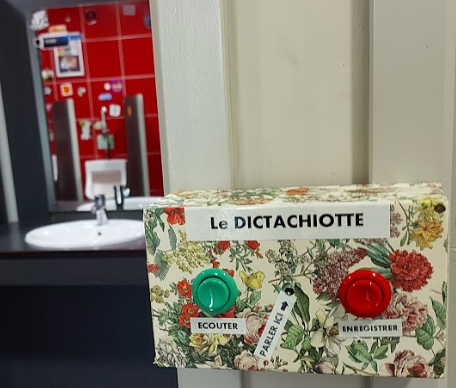 Le DICTACHIOTTE
ECOUTER
PARLER ICI
ENREGISTRER